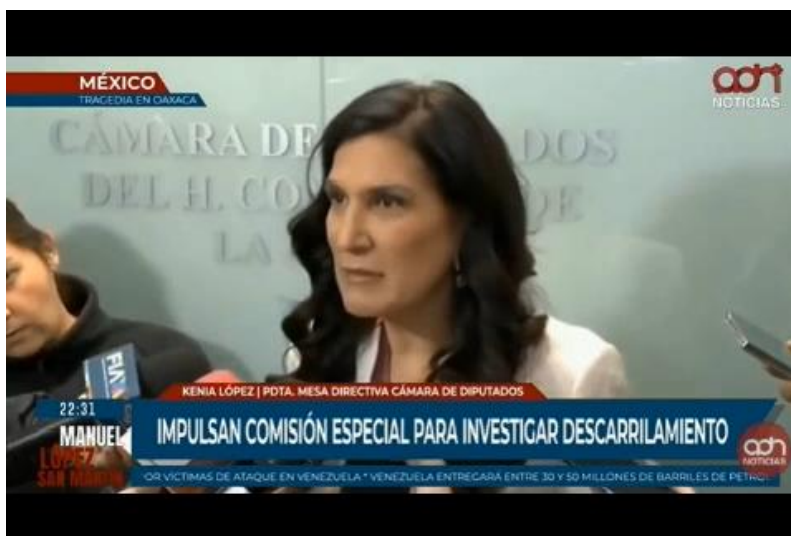 MÉXICO
TRAGEDIA EN OAXACA
adn
NOTICIAS
CÁMARA DE DOS
DEL H. CO DE
LA
KENIA LÓPEZ | PDTA. MESA DIRECTIVA CÁMARA DE DIPUTADOS
22:31
MANUEL
LÓPEZ
SAN MARTÍN
IMPULSAN COMISIÓN ESPECIAL PARA INVESTIGAR DESCARRILAMIENTO
adn
NOTICIAS
OR VÍCTIMAS DE ATAQUE EN VENEZUELA * VENEZUELA ENTREGARÁ ENTRE 30 Y 50 MILLONES DE BARRILES DE